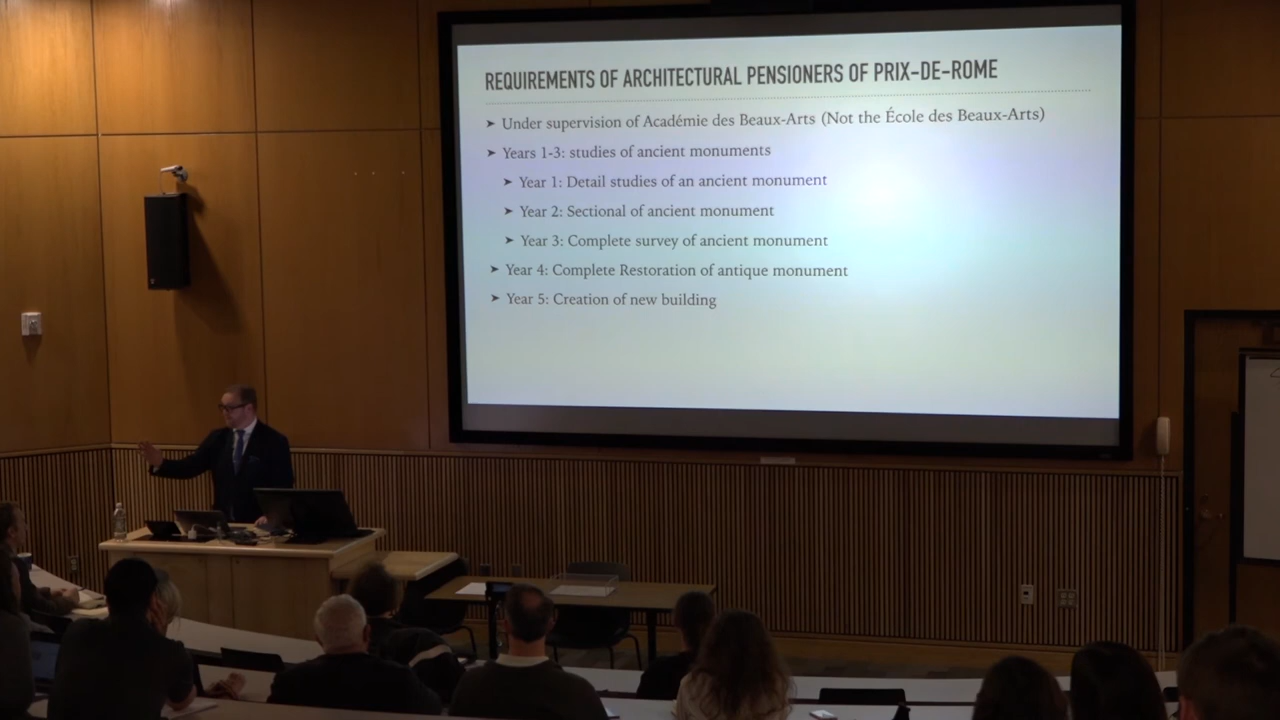 REQUIREMENTS OF ARCHITECTURAL PENSIONERS OF PRIX-DE-ROME
➤ Under supervision of Académie des Beaux-Arts (Not the École des Beaux-Arts)
➤ Years 1-3: studies of ancient monuments
➤ Year 1: Detail studies of an ancient monument
➤ Year 2: Sectional of ancient monument
➤ Year 3: Complete survey of ancient monument
➤ Year 4: Complete Restoration of antique monument
➤ Year 5: Creation of new building